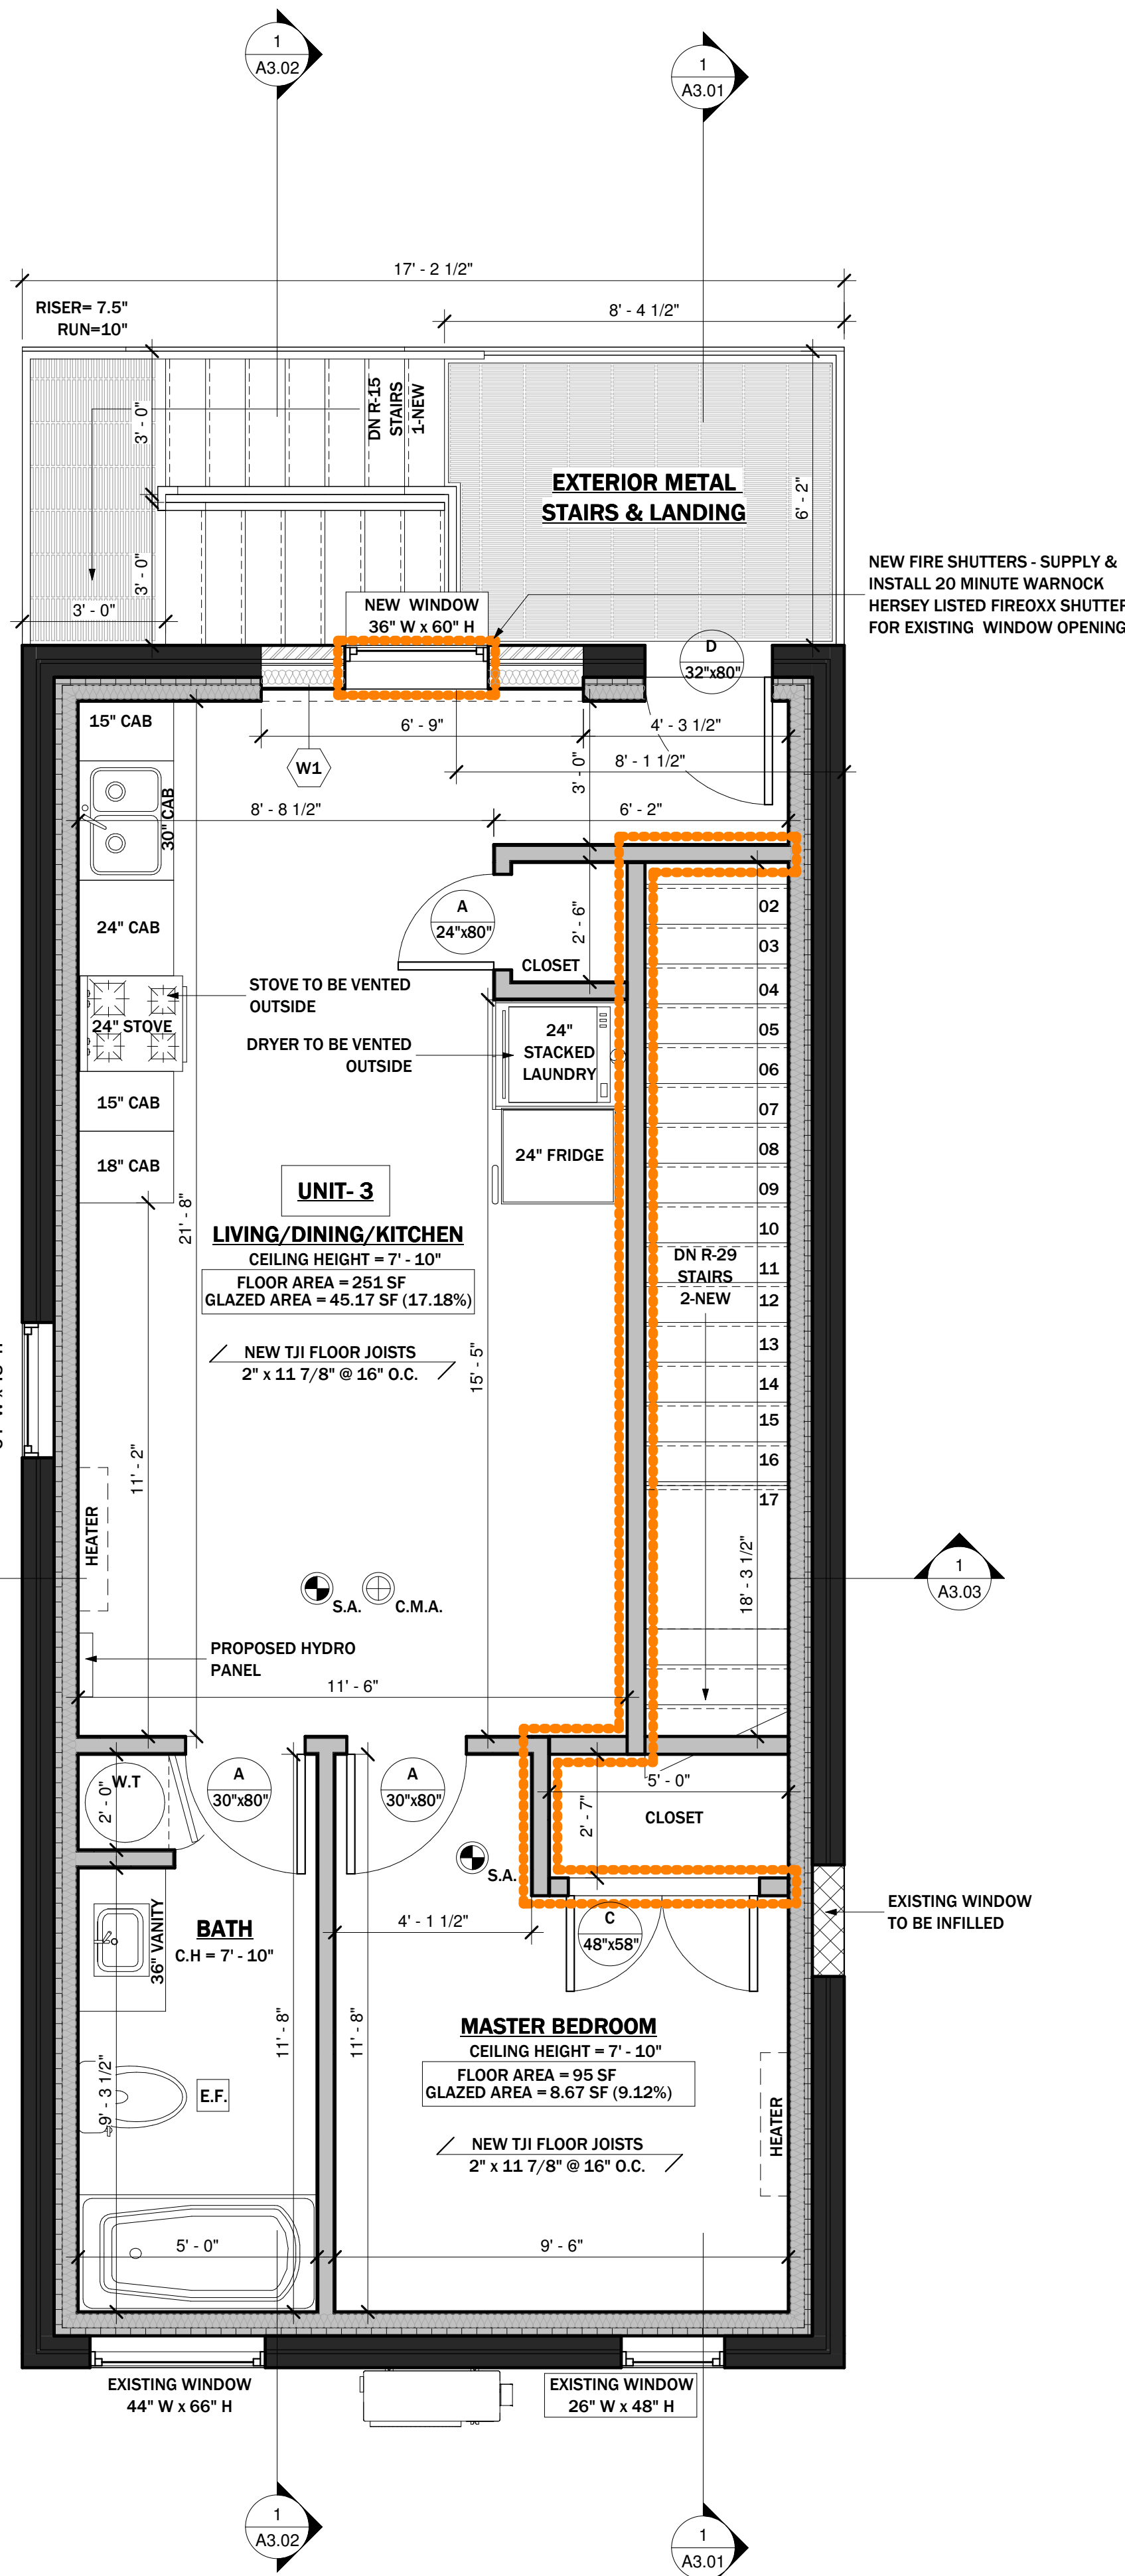 1
A3.02
1
A3.01
17' - 2 1/2"
RISER= 7.5"
RUN=10"
8' - 4 1/2"
DN R-15
STAIRS
1-NEW
3' - 0"
3' - 0"
3' - 0"
EXTERIOR METAL
STAIRS & LANDING
6' - 2"
NEW FIRE SHUTTERS - SUPPLY &
INSTALL 20 MINUTE WARNOCK
HERSEY LISTED FIREOXX SHUTTER
FOR EXISTING WINDOW OPENING
NEW WINDOW
36" W x 60" H
D
32"x80"
15" CAB
6' - 9"
4' - 3 1/2"
W1
3' - 0"
8' - 1 1/2"
30" CAB
8' - 8 1/2"
6' - 2"
24" CAB
A
24"x80"
2' - 6"
CLOSET
02
03
04
05
06
07
08
09
10
11
12
13
14
15
16
17
STOVE TO BE VENTED
OUTSIDE
24" STOVE
DRYER TO BE VENTED
OUTSIDE
24"
STACKED
LAUNDRY
15" CAB
18" CAB
24" FRIDGE
UNIT- 3
21' - 8"
LIVING/DINING/KITCHEN
CEILING HEIGHT = 7' - 10"
FLOOR AREA = 251 SF
GLAZED AREA = 45.17 SF (17.18%)
DN R-29
STAIRS
2-NEW
NEW TJI FLOOR JOISTS
2" x 11 7/8" @ 16" O.C.
15' - 5"
11' - 2"
HEATER
S.A.
C.M.A.
18' - 3 1/2"
1
A3.03
PROPOSED HYDRO
PANEL
11' - 6"
W.T
2' - 0"
A
30"x80"
A
30"x80"
5' - 0"
CLOSET
2' - 7"
S.A.
EXISTING WINDOW
TO BE INFILLED
36" VANITY
BATH
C.H = 7' - 10"
4' - 1 1/2"
C
48"x58"
11' - 8"
11' - 8"
MASTER BEDROOM
CEILING HEIGHT = 7' - 10"
FLOOR AREA = 95 SF
GLAZED AREA = 8.67 SF (9.12%)
9' - 3 1/2"
E.F.
HEATER
NEW TJI FLOOR JOISTS
2" x 11 7/8" @ 16" O.C.
5' - 0"
9' - 6"
EXISTING WINDOW
44" W x 66" H
EXISTING WINDOW
26" W x 48" H
1
A3.02
1
A3.01